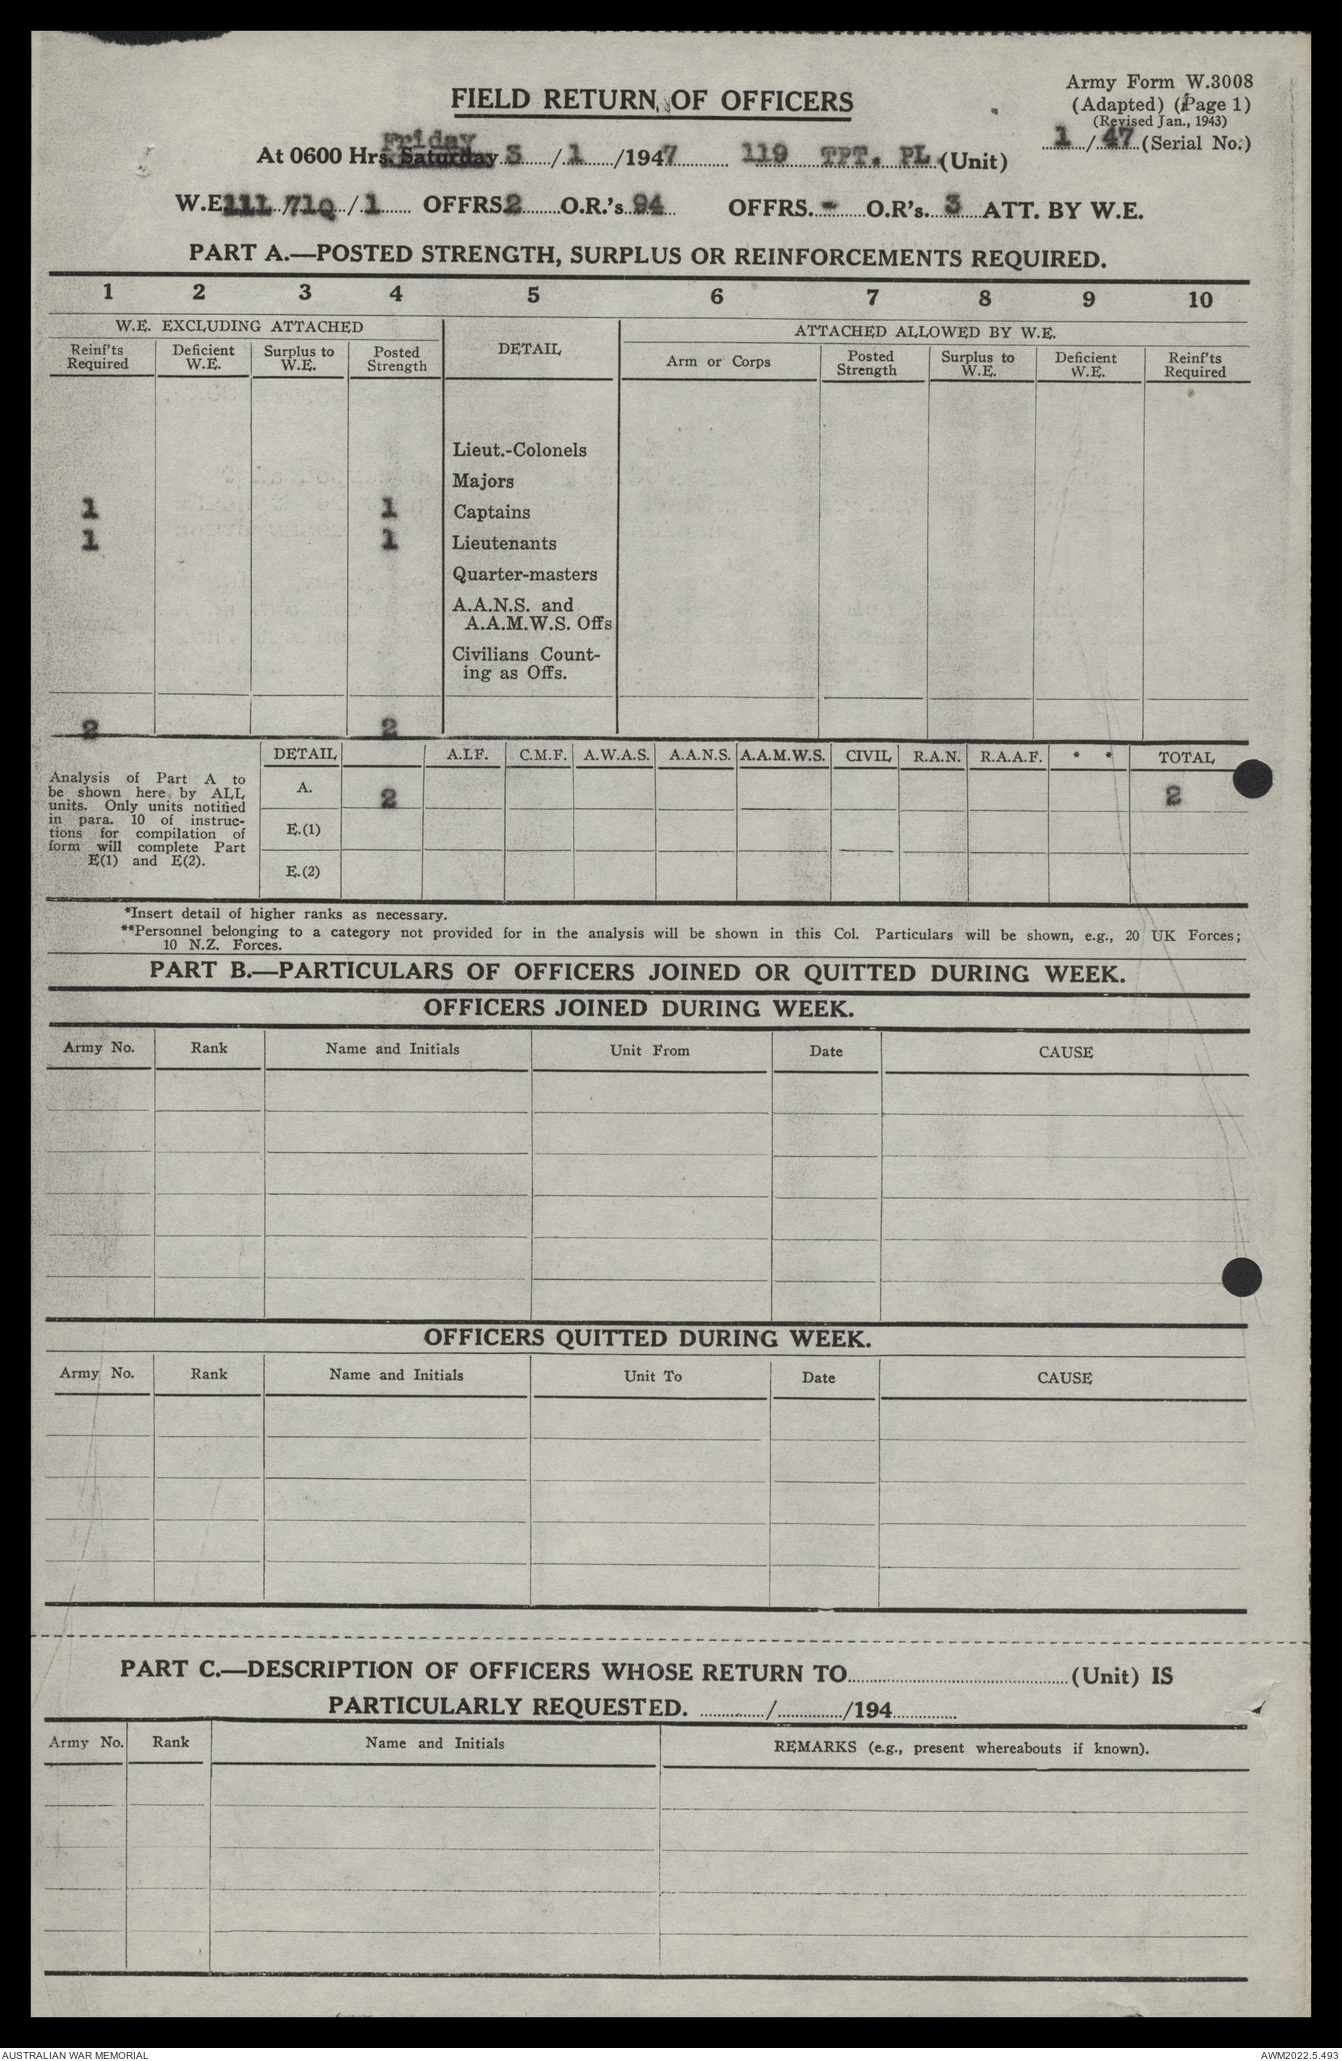 Army Form W.3008
FIELD RETURN OF OFFICERS
(Adapted) (Page 1)
(Revised Jan., 1943)
1/47 (Serial No.)
Friday
At 0600 Hrs. Saturday 3/1/1947 119 TPT. PL. (Unit)
W.E. 111/71Q/1 OFFRS 2 O.R.'s 94 OFFRS. - O.R's. 3 ATT. BY W.E.
PART A.—POSTED STRENGTH, SURPLUS OR REINFORCEMENTS REQUIRED.
1 2 3 4 5 6 7 8 9 10
W.E. EXCLUDING ATTACHED DETAIL ATTACHED ALLOWED BY W.E.
Reinf'ts Required Deficient W.E. Surplus to W.E. Posted Strength Arm or Corps Posted Strength Surplus to W.E. Deficient W.E. Reinf'ts Required
Lieut.-Colonels
Majors
1 1 Captains
1 1 Lieutenants
Quarter-masters
A.A.N.S. and
A.A.M.W.S. Offs
Civilians Count-
ing as Offs.
2 2
DETAIL A.I.F. C.M.F. A.W.A.S. A.A.N.S. A.A.M.W.S. CIVIL R.A.N. R.A.A.F. * * TOTAL
Analysis of Part A to
be shown here by ALL
units. Only units notified
in para. 10 of instruc-
tions for compilation of
form will complete Part
E(1) and E(2).
A. 2 2
E.(1)
E.(2)
*Insert detail of higher ranks as necessary.
**Personnel belonging to a category not provided for in the analysis will be shown in this Col. Particulars will be shown, e.g., 20 UK Forces;
10 N.Z. Forces.
PART B.—PARTICULARS OF OFFICERS JOINED OR QUITTED DURING WEEK.
OFFICERS JOINED DURING WEEK.
Army No. Rank Name and Initials Unit From Date CAUSE
OFFICERS QUITTED DURING WEEK.
Army No. Rank Name and Initials Unit To Date CAUSE
PART C.—DESCRIPTION OF OFFICERS WHOSE RETURN TO (Unit) IS
PARTICULARLY REQUESTED. / /194
Army No. Rank Name and Initials REMARKS (e.g., present whereabouts if known).
AUSTRALIAN WAR MEMORIAL AWM2022.5.493